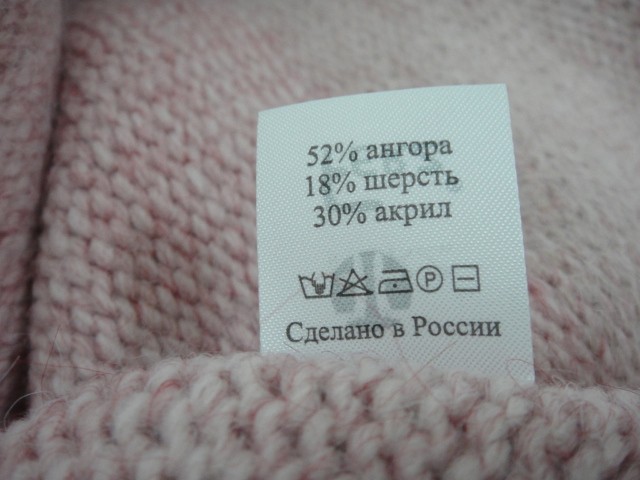 52% ангора
18% шерсть
30% акрил
P
Сделано в России